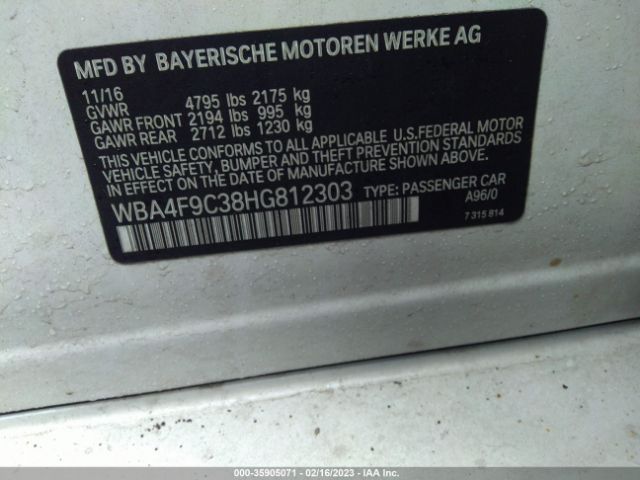 MFD BY BAYERISCHE MOTOREN WERKE AG
11/16
GVWR 4795 lbs 2175 kg
GAWR FRONT 2194 lbs 995 kg
GAWR REAR 2712 lbs 1230 kg
THIS VEHICLE CONFORMS TO ALL APPLICABLE U.S.FEDERAL MOTOR
VEHICLE SAFETY, BUMPER AND THEFT PREVENTION STANDARDS
IN EFFECT ON THE DATE OF MANUFACTURE SHOWN ABOVE.
WBA4F9C38HG812303 TYPE: PASSENGER CAR
A96/0
7 315 814
000-35905071 - 02/16/2023 - IAA Inc.